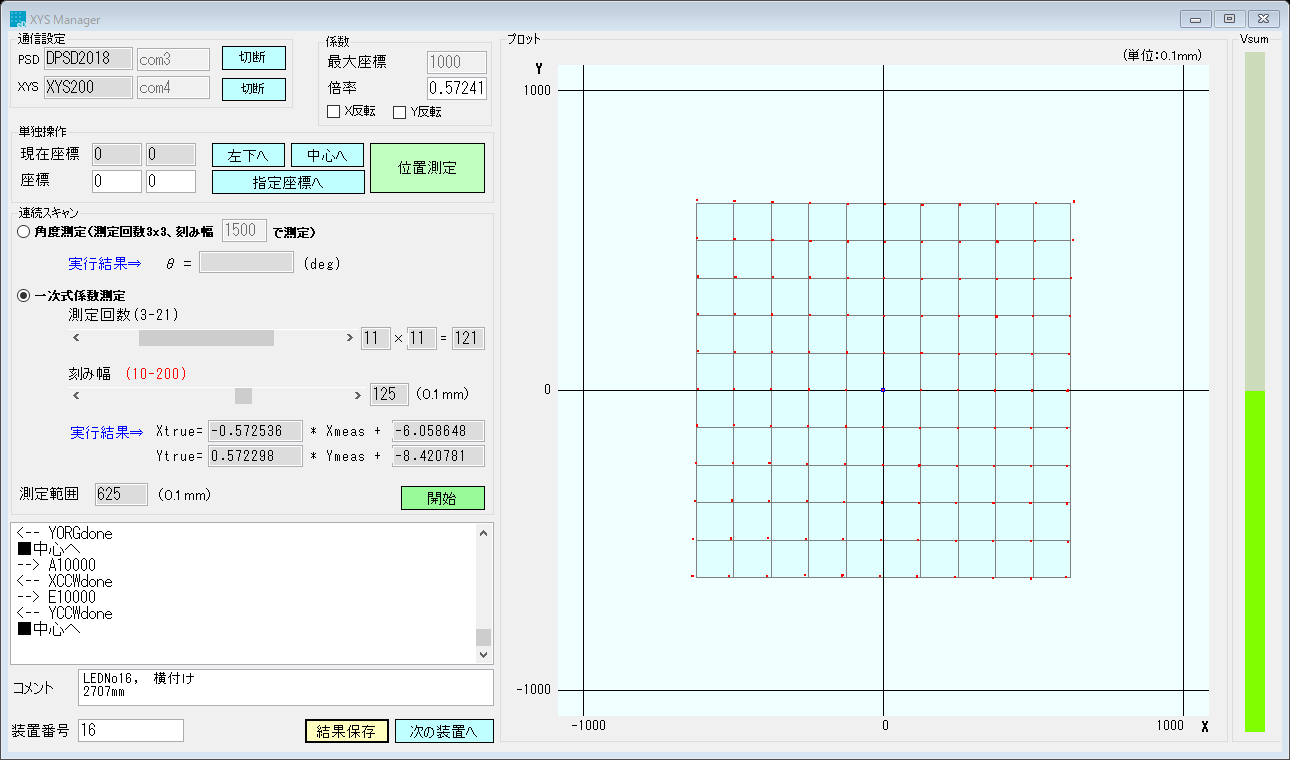 XYS Manager
通信設定
PSD DPSD2018 com3 切断
XYS XYS200 com4 切断
係数
最大座標 1000
倍率 0.57241
X反転 Y反転
単独操作
現在座標 0 0 左下へ 中心へ 位置測定
座標 0 0 指定座標へ
連続スキャン
角度測定(測定回数3x3、刻み幅 1500 で測定)
実行結果⇒ θ = (deg)
一次式係数測定
測定回数(3-21)
< > 11 × 11 = 121
刻み幅 (10-200)
< > 125 (0.1mm)
実行結果⇒ Xtrue= -0.572536 * Xmeas + -6.058648
Ytrue= 0.572298 * Ymeas + -8.420781
測定範囲 625 (0.1mm) 開始
<-- YORGdone
■中心へ
--> A10000
<-- XCCWdone
--> E10000
<-- YCCWdone
■中心へ
コメント LEDNo16, 横付け
2707mm
装置番号 16 結果保存 次の装置へ
プロット
(単位:0.1mm)
Y
1000
0
-1000
-1000 0 1000 X
Vsum